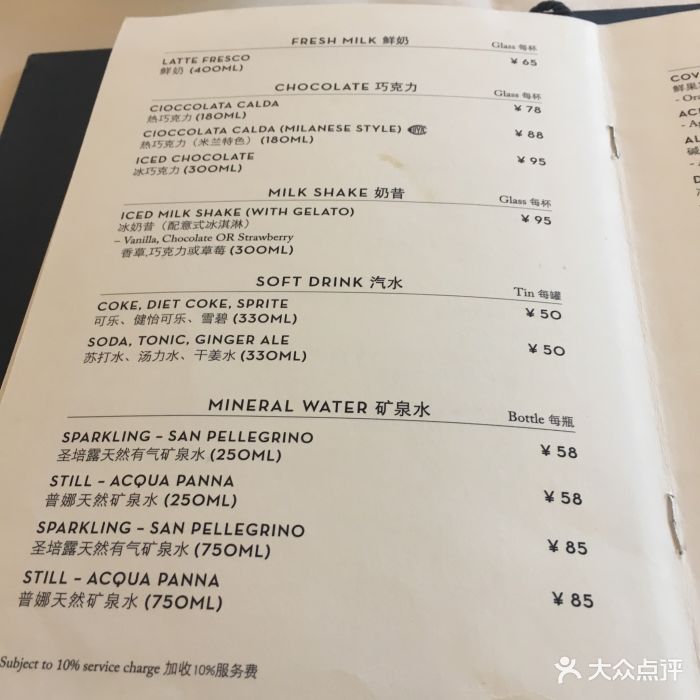 FRESH MILK 鲜奶 Glass 每杯
LATTE FRESCO ¥ 65
鲜奶 (400ML)
CHOCOLATE 巧克力 Glass 每杯
CIOCCOLATA CALDA ¥ 78
热巧克力 (180ML)
CIOCCOLATA CALDA (MILANESE STYLE) ¥ 88
热巧克力（米兰特色）(180ML)
ICED CHOCOLATE ¥ 95
冰巧克力 (300ML)
MILK SHAKE 奶昔 Glass 每杯
ICED MILK SHAKE (WITH GELATO) ¥ 95
冰奶昔（配意式冰淇淋）
– Vanilla, Chocolate OR Strawberry
香草,巧克力或草莓 (300ML)
SOFT DRINK 汽水 Tin 每罐
COKE, DIET COKE, SPRITE ¥ 50
可乐、健怡可乐、雪碧 (330ML)
SODA, TONIC, GINGER ALE ¥ 50
苏打水、汤力水、干姜水 (330ML)
MINERAL WATER 矿泉水 Bottle 每瓶
SPARKLING – SAN PELLEGRINO ¥ 58
圣培露天然有气矿泉水 (250ML)
STILL – ACQUA PANNA ¥ 58
普娜天然矿泉水 (250ML)
SPARKLING – SAN PELLEGRINO ¥ 85
圣培露天然有气矿泉水 (750ML)
STILL – ACQUA PANNA ¥ 85
普娜天然矿泉水 (750ML)
Subject to 10% service charge 加收10%服务费
COV
鲜果
- Ora
AC
- Ag
AL
碱
D
大众点评